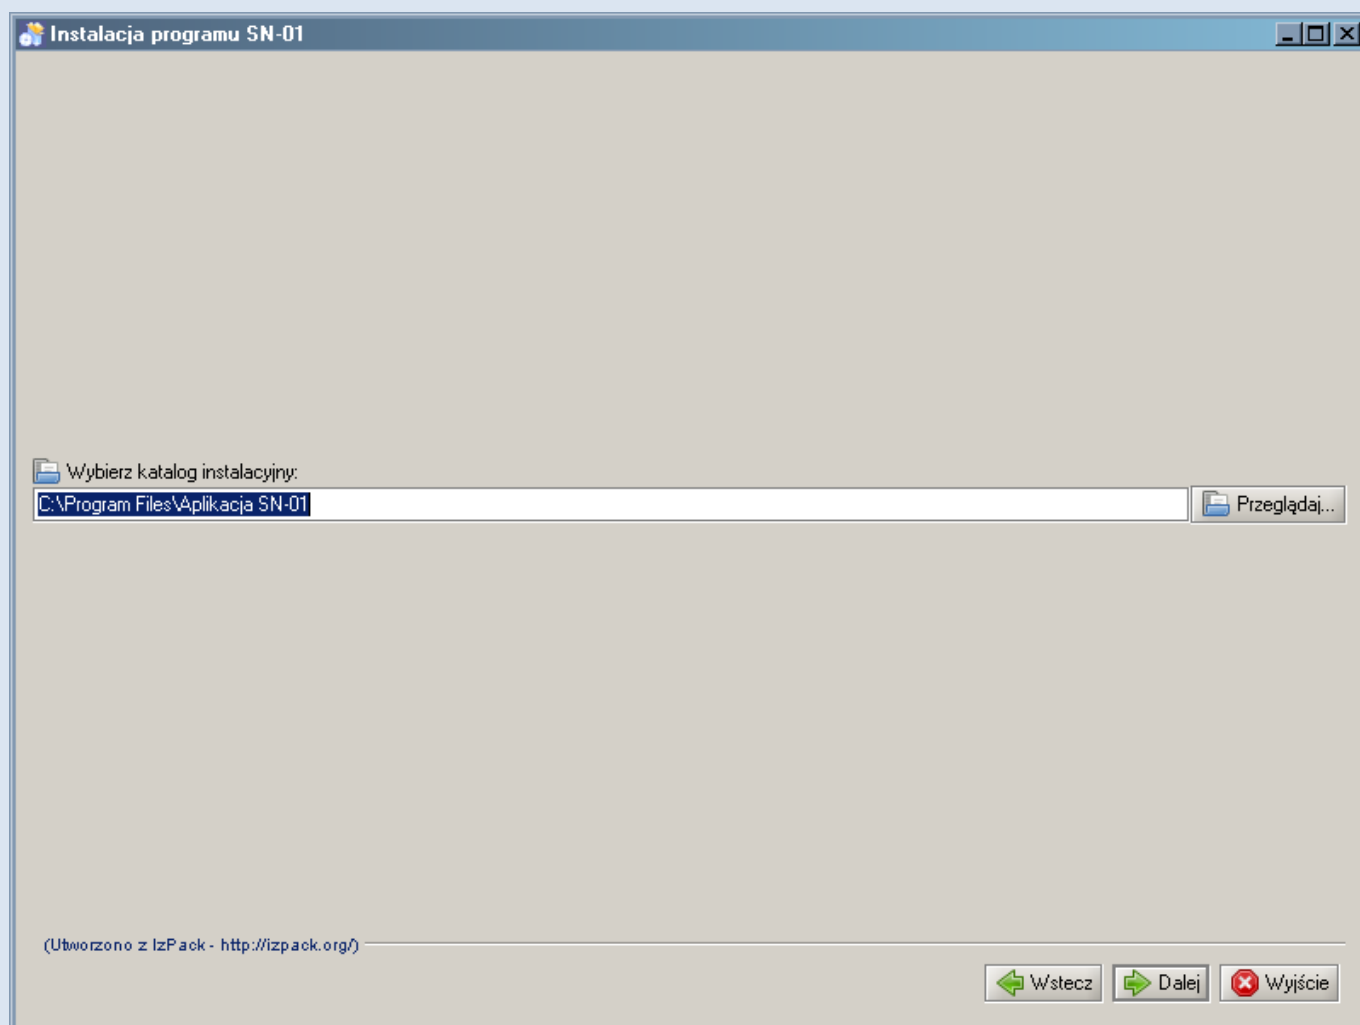 Instalacja programu SN-01
Wybierz katalog instalacyjny:
C:\Program Files\Aplikacja SN-01
Przeglądaj...
(Utworzono z IzPack - http://izpack.org/)
Wstecz
Dalej
Wyjście